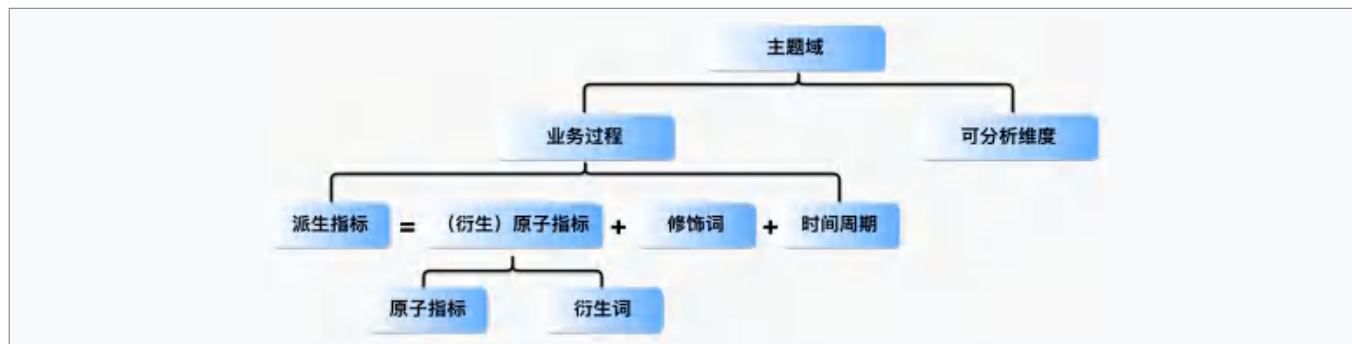 主题域
业务过程
可分析维度
派生指标 = （衍生）原子指标 + 修饰词 + 时间周期
原子指标
衍生词